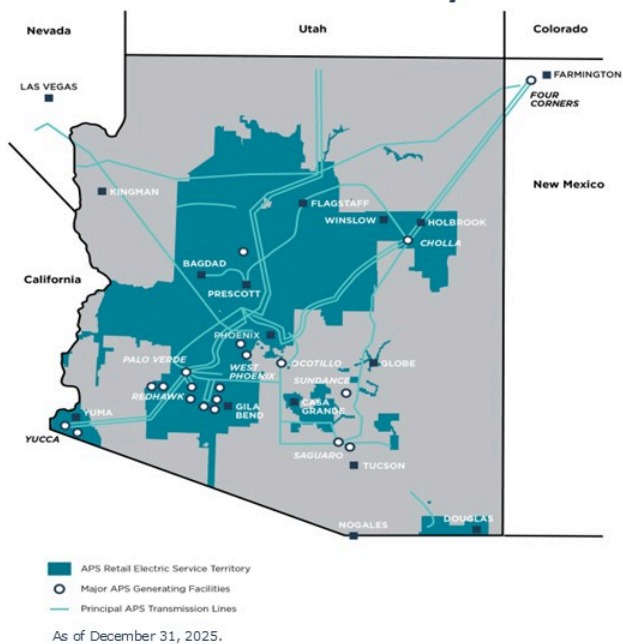 Nevada
Utah
Colorado
LAS VEGAS
FARMINGTON
FOUR
CORNERS
KINGMAN
New Mexico
FLAGSTAFF
WINSLOW
HOLBROOK
CHOLLA
BAGDAD
California
PRESCOTT
PHOENIX
PALO VERDE
WEST
PHOENIX
OCOTILLO
GLOBE
SUNDANCE
REDHAWK
GILA
BEND
CASA
GRANDE
YUMA
YUCCA
SAGUARO
TUCSON
NOGALES
DOUGLAS
APS Retail Electric Service Territory
Major APS Generating Facilities
Principal APS Transmission Lines
As of December 31, 2025.